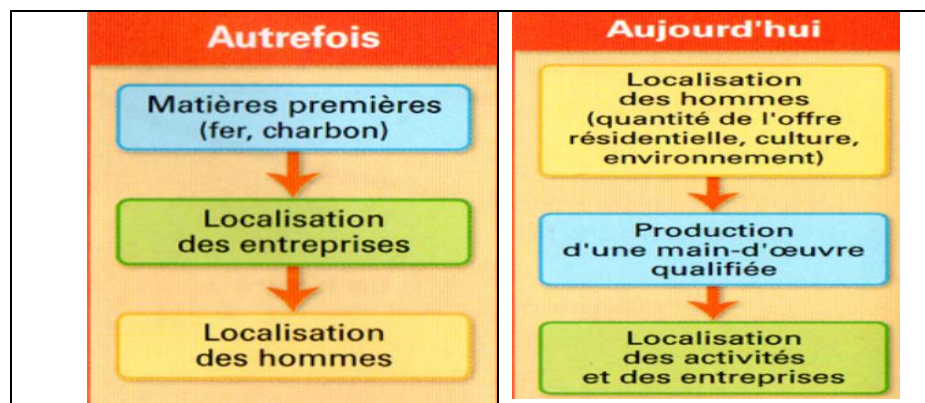 Autrefois
Matières premières
(fer, charbon)
Localisation
des entreprises
Localisation
des hommes
Aujourd'hui
Localisation
des hommes
(quantité de l'offre
résidentielle, culture,
environnement)
Production
d'une main-d'œuvre
qualifiée
Localisation
des activités
et des entreprises